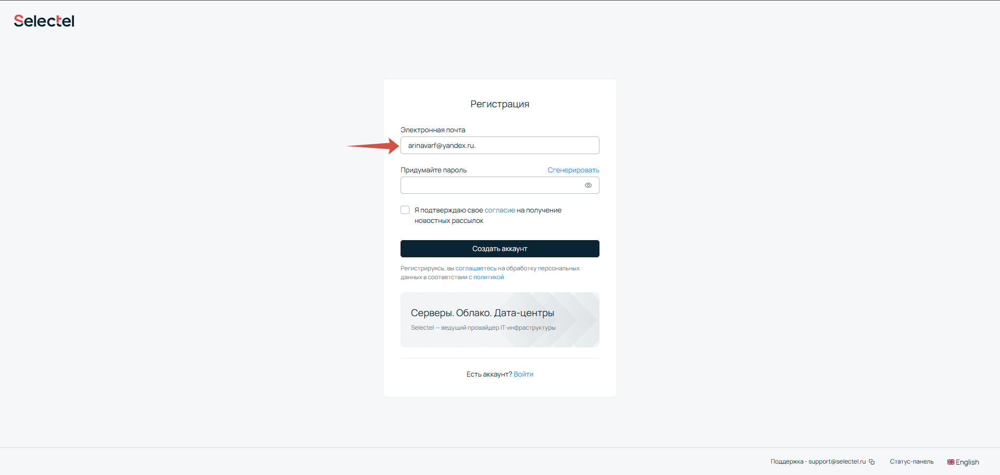 Selectel
Регистрация
Электронная почта
arinavarf@yandex.ru.
Придумайте пароль Сгенерировать
Я подтверждаю свое согласие на получение
новостных рассылок
Создать аккаунт
Регистрируясь, вы соглашаетесь на обработку персональных
данных в соответствии с политикой
Серверы. Облако. Дата-центры
Selectel — ведущий провайдер IT-инфраструктуры
Есть аккаунт? Войти
Поддержка - support@selectel.ru Статус-панель English